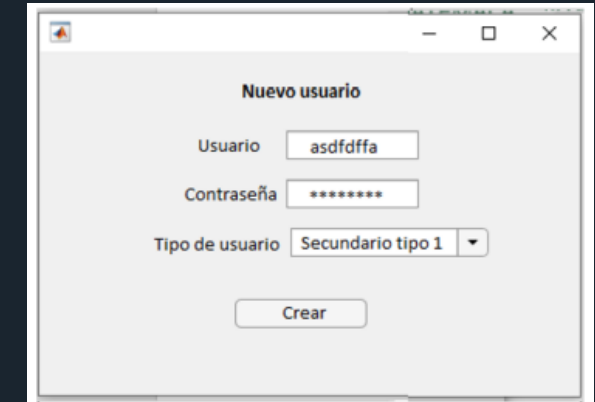 Nuevo usuario
Usuario asdfdffa
Contraseña ********
Tipo de usuario Secundario tipo 1
Crear